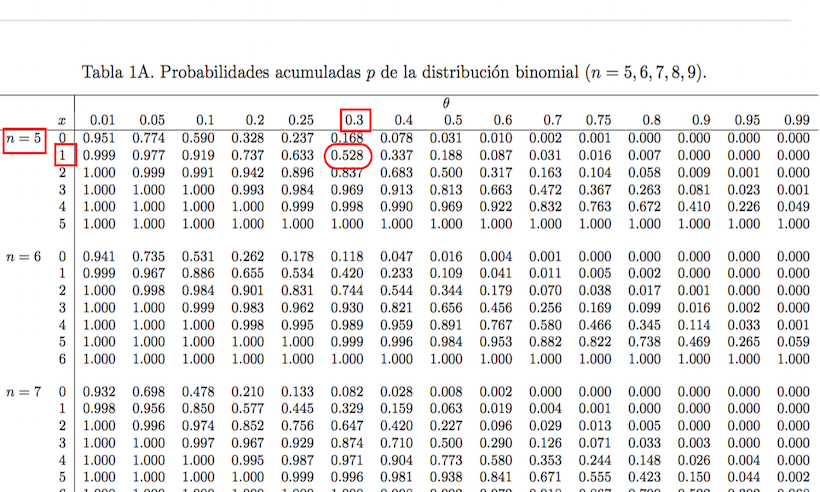 Tabla 1A. Probabilidades acumuladas p de la distribución binomial (n = 5, 6, 7, 8, 9).
θ
x 0.01 0.05 0.1 0.2 0.25 0.3 0.4 0.5 0.6 0.7 0.75 0.8 0.9 0.95 0.99
n = 5 0 0.951 0.774 0.590 0.328 0.237 0.168 0.078 0.031 0.010 0.002 0.001 0.000 0.000 0.000 0.000
1 0.999 0.977 0.919 0.737 0.633 0.528 0.337 0.188 0.087 0.031 0.016 0.007 0.000 0.000 0.000
2 1.000 0.999 0.991 0.942 0.896 0.837 0.683 0.500 0.317 0.163 0.104 0.058 0.009 0.001 0.000
3 1.000 1.000 1.000 0.993 0.984 0.969 0.913 0.813 0.663 0.472 0.367 0.263 0.081 0.023 0.001
4 1.000 1.000 1.000 1.000 0.999 0.998 0.990 0.969 0.922 0.832 0.763 0.672 0.410 0.226 0.049
5 1.000 1.000 1.000 1.000 1.000 1.000 1.000 1.000 1.000 1.000 1.000 1.000 1.000 1.000 1.000
n = 6 0 0.941 0.735 0.531 0.262 0.178 0.118 0.047 0.016 0.004 0.001 0.000 0.000 0.000 0.000 0.000
1 0.999 0.967 0.886 0.655 0.534 0.420 0.233 0.109 0.041 0.011 0.005 0.002 0.000 0.000 0.000
2 1.000 0.998 0.984 0.901 0.831 0.744 0.544 0.344 0.179 0.070 0.038 0.017 0.001 0.000 0.000
3 1.000 1.000 0.999 0.983 0.962 0.930 0.821 0.656 0.456 0.256 0.169 0.099 0.016 0.002 0.000
4 1.000 1.000 1.000 0.998 0.995 0.989 0.959 0.891 0.767 0.580 0.466 0.345 0.114 0.033 0.001
5 1.000 1.000 1.000 1.000 1.000 0.999 0.996 0.984 0.953 0.882 0.822 0.738 0.469 0.265 0.059
6 1.000 1.000 1.000 1.000 1.000 1.000 1.000 1.000 1.000 1.000 1.000 1.000 1.000 1.000 1.000
n = 7 0 0.932 0.698 0.478 0.210 0.133 0.082 0.028 0.008 0.002 0.000 0.000 0.000 0.000 0.000 0.000
1 0.998 0.956 0.850 0.577 0.445 0.329 0.159 0.063 0.019 0.004 0.001 0.000 0.000 0.000 0.000
2 1.000 0.996 0.974 0.852 0.756 0.647 0.420 0.227 0.096 0.029 0.013 0.005 0.000 0.000 0.000
3 1.000 1.000 0.997 0.967 0.929 0.874 0.710 0.500 0.290 0.126 0.071 0.033 0.003 0.000 0.000
4 1.000 1.000 1.000 0.995 0.987 0.971 0.904 0.773 0.580 0.353 0.244 0.148 0.026 0.004 0.000
5 1.000 1.000 1.000 1.000 0.999 0.996 0.981 0.938 0.841 0.671 0.555 0.423 0.150 0.044 0.002